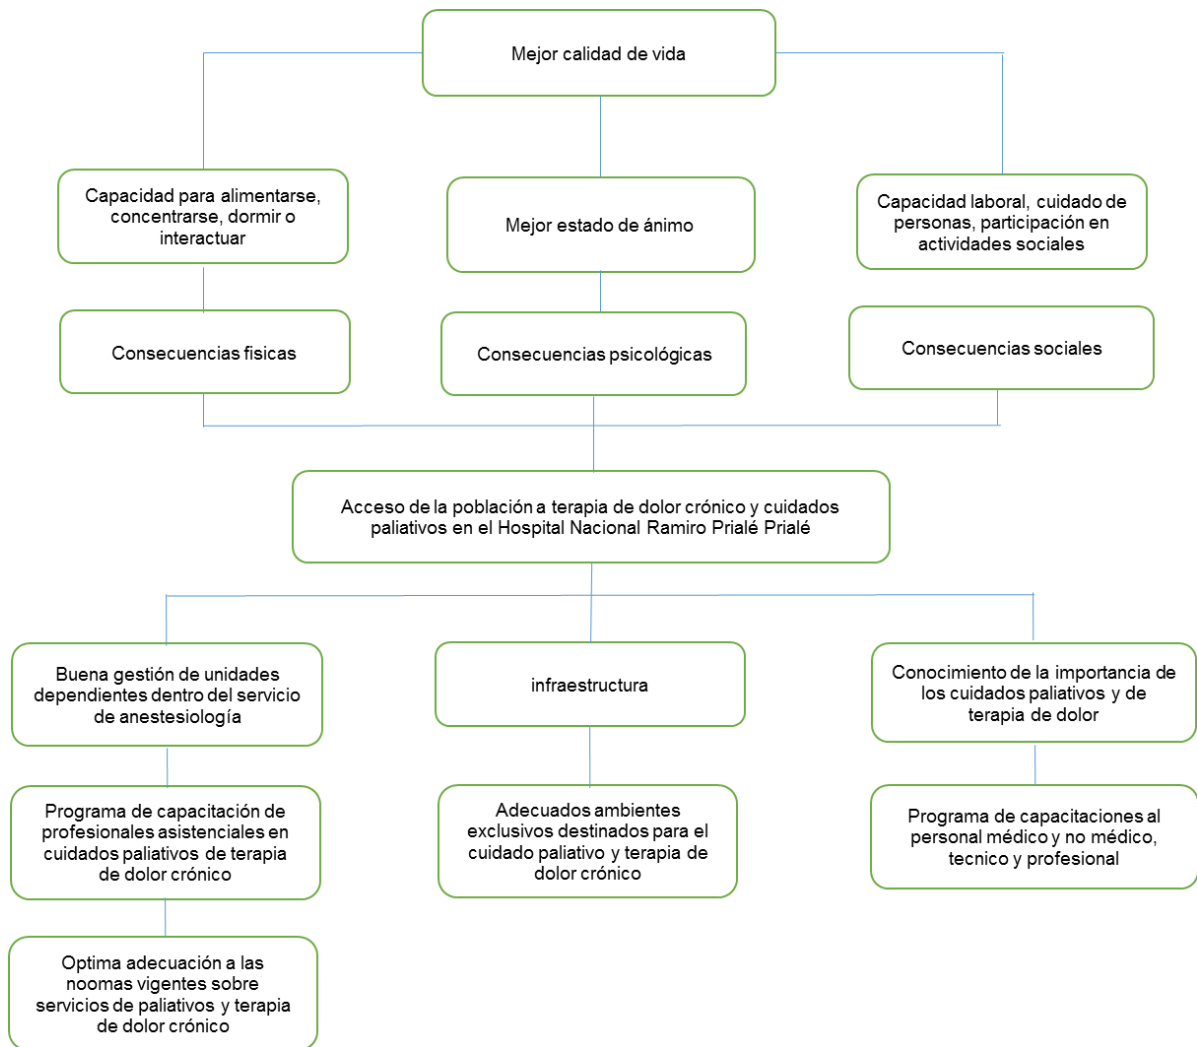 Mejor calidad de vida
Capacidad para alimentarse,
concentrarse, dormir o
interactuar
Mejor estado de ánimo
Capacidad laboral, cuidado de
personas, participación en
actividades sociales
Consecuencias fisicas
Consecuencias psicológicas
Consecuencias sociales
Acceso de la población a terapia de dolor crónico y cuidados
paliativos en el Hospital Nacional Ramiro Prialé Prialé
Buena gestión de unidades
dependientes dentro del servicio
de anestesiología
infraestructura
Conocimiento de la importancia de
los cuidados paliativos y de
terapia de dolor
Programa de capacitación de
profesionales asistenciales en
cuidados paliativos de terapia
de dolor crónico
Adecuados ambientes
exclusivos destinados para el
cuidado paliativo y terapia de
dolor crónico
Programa de capacitaciones al
personal médico y no médico,
tecnico y profesional
Optima adecuación a las
noomas vigentes sobre
servicios de paliativos y terapia
de dolor crónico